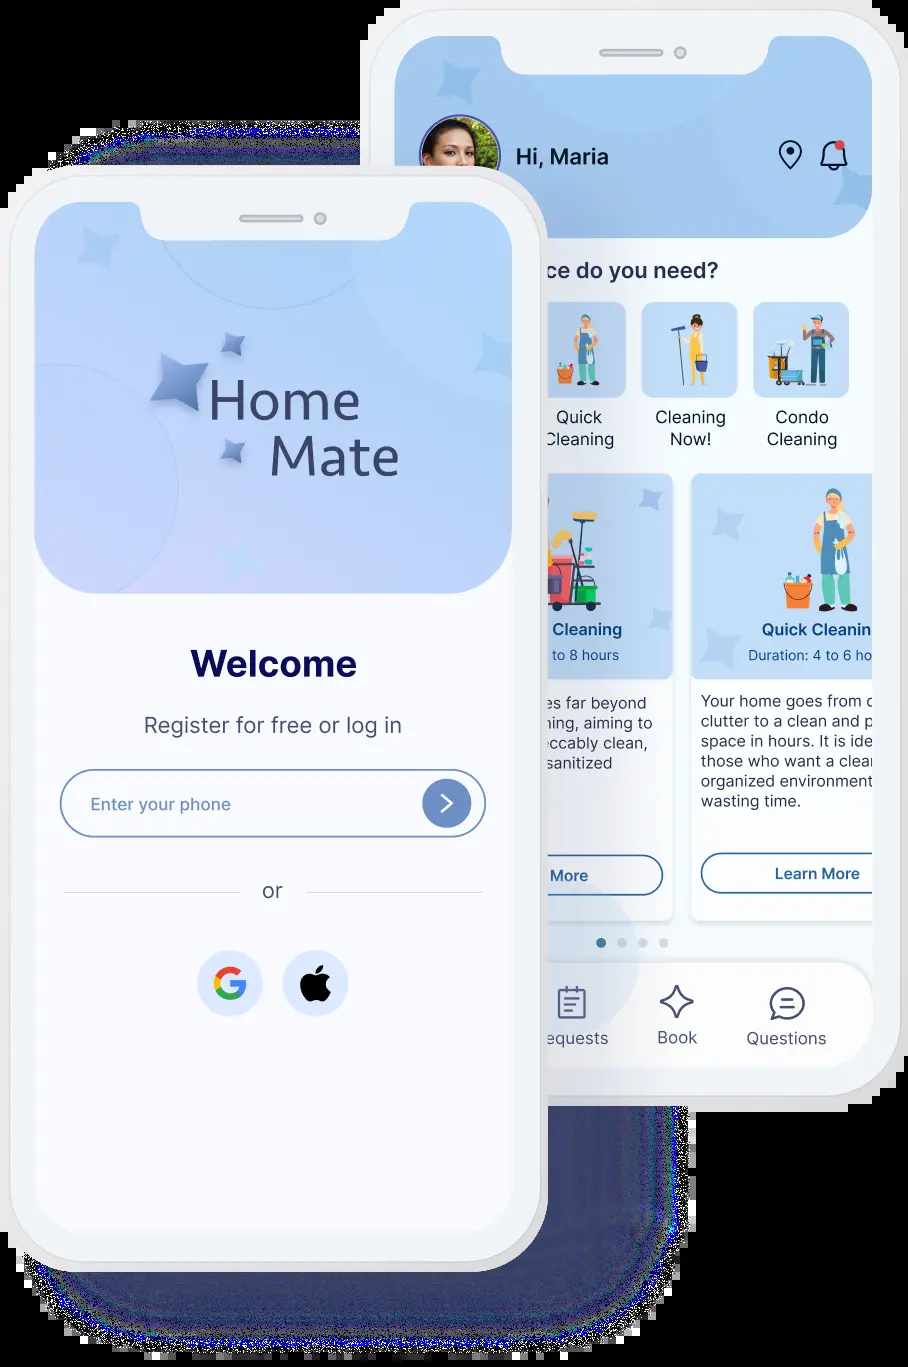 Hi, Maria
ce do you need?
Quick
Cleaning
Cleaning
Now!
Condo
Cleaning
Cleaning
to 8 hours
es far beyond
ning, aiming to
eccably clean,
sanitized
More
Quick Cleanin
Duration: 4 to 6 ho
Your home goes from c
clutter to a clean and p
space in hours. It is ide
those who want a clea
organized environment
wasting time.
Learn More
equests
Book
Questions
Home
Mate
Welcome
Register for free or log in
Enter your phone
or